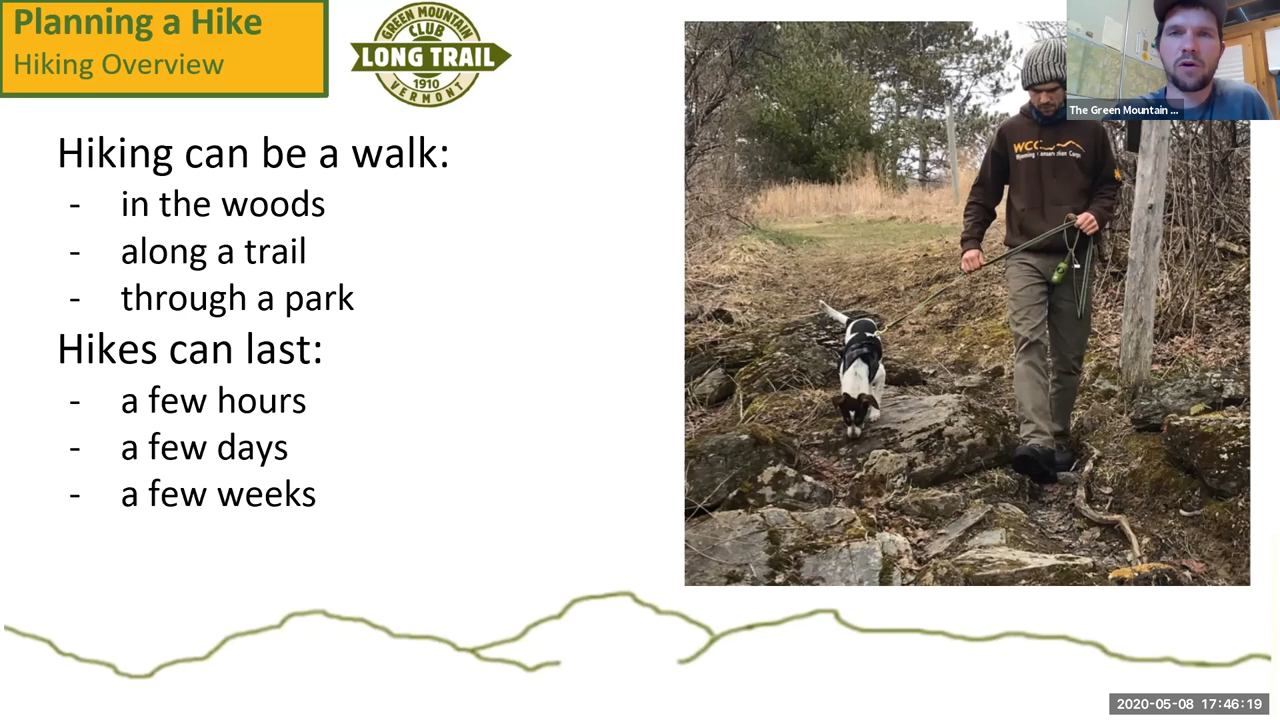 Planning a Hike
Hiking Overview
GREEN MOUNTAIN
CLUB
LONG TRAIL
1910
VERMONT
The Green Mountain ...
WCC
Hiking can be a walk:
- in the woods
- along a trail
- through a park
Hikes can last:
- a few hours
- a few days
- a few weeks
2020-05-08 17:46:19